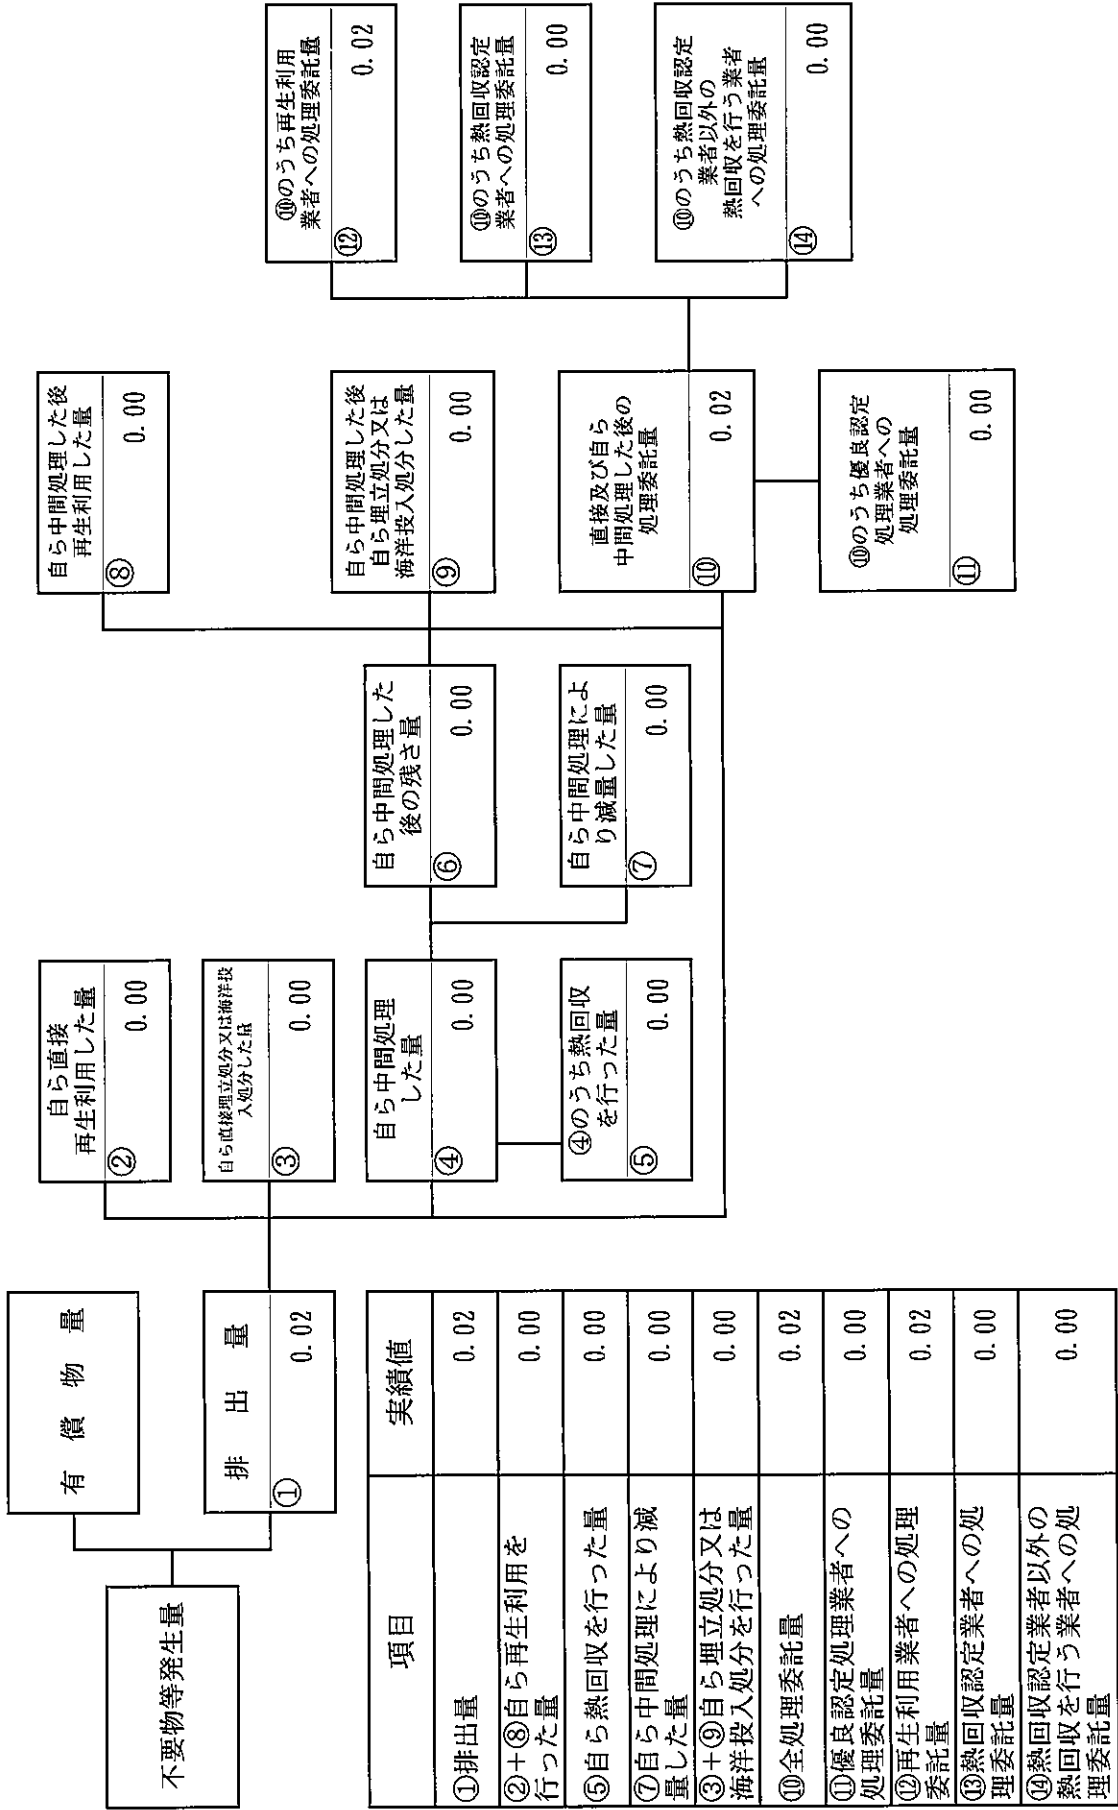 不要物等発生量
有償物量
排出量
①
0.02
自ら直接
再生利用した量
②
0.00
自ら直接埋立処分又は海洋投
入処分した量
③
0.00
自ら中間処理
した量
④
0.00
④のうち熱回収
を行った量
⑤
0.00
自ら中間処理した
後の残さ量
⑥
0.00
自ら中間処理によ
り減量した量
⑦
0.00
自ら中間処理した後
再生利用した量
⑧
0.00
自ら中間処理した後
自ら埋立処分又は
海洋投入処分した量
⑨
0.00
直接及び自ら
中間処理した後の
処理委託量
⑩
0.02
⑩のうち優良認定
処理業者への
処理委託量
⑪
0.00
⑩のうち再生利用
業者への処理委託量
⑫
0.02
⑩のうち熱回収認定
業者への処理委託量
⑬
0.00
⑩のうち熱回収認定
業者以外の
熱回収を行う業者
への処理委託量
⑭
0.00
項目 実績値
①排出量 0.02
②+⑧自ら再生利用を
行った量 0.00
⑤自ら熱回収を行った量 0.00
⑦自ら中間処理により減
量した量 0.00
③+⑨自ら埋立処分又は
海洋投入処分を行った量 0.00
⑩全処理委託量 0.02
⑪優良認定処理業者への
処理委託量 0.00
⑫再生利用業者への処理
委託量 0.02
⑬熱回収認定業者への処
理委託量 0.00
⑭熱回収認定業者以外の
熱回収を行う業者への処
理委託量 0.00